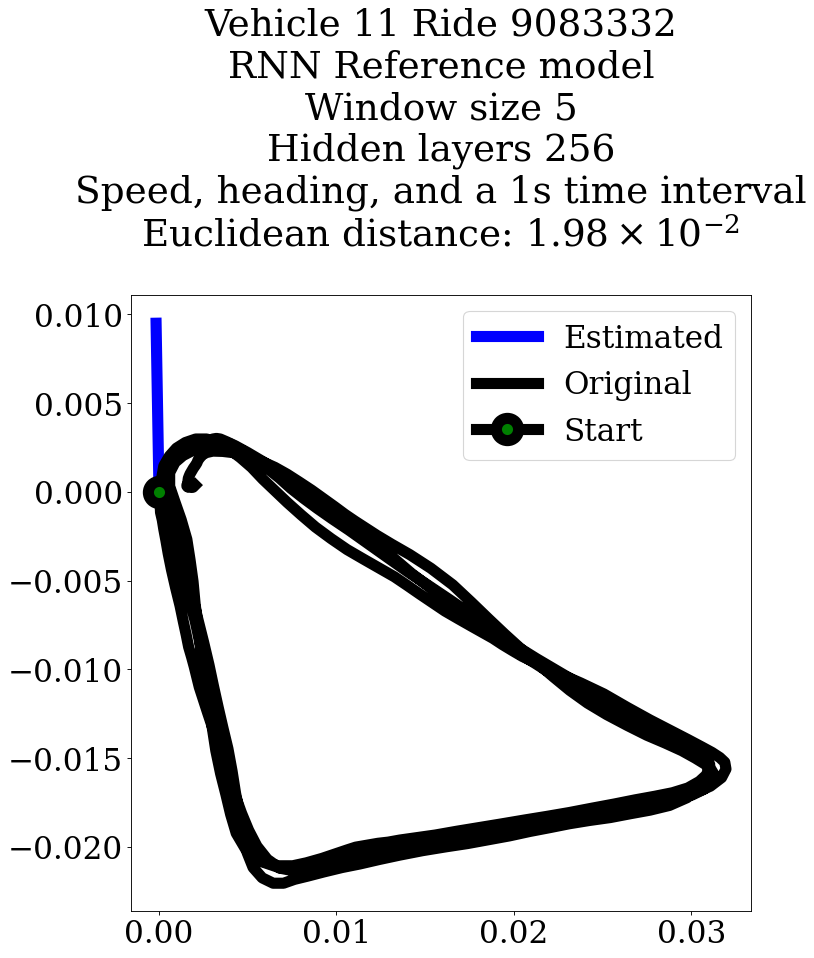 Vehicle 11 Ride 9083332
RNN Reference model
Window size 5
Hidden layers 256
Speed, heading, and a 1s time interval
Euclidean distance: 1.98 × 10⁻²
Estimated
Original
Start
0.010
0.005
0.000
−0.005
−0.010
−0.015
−0.020
0.00 0.01 0.02 0.03